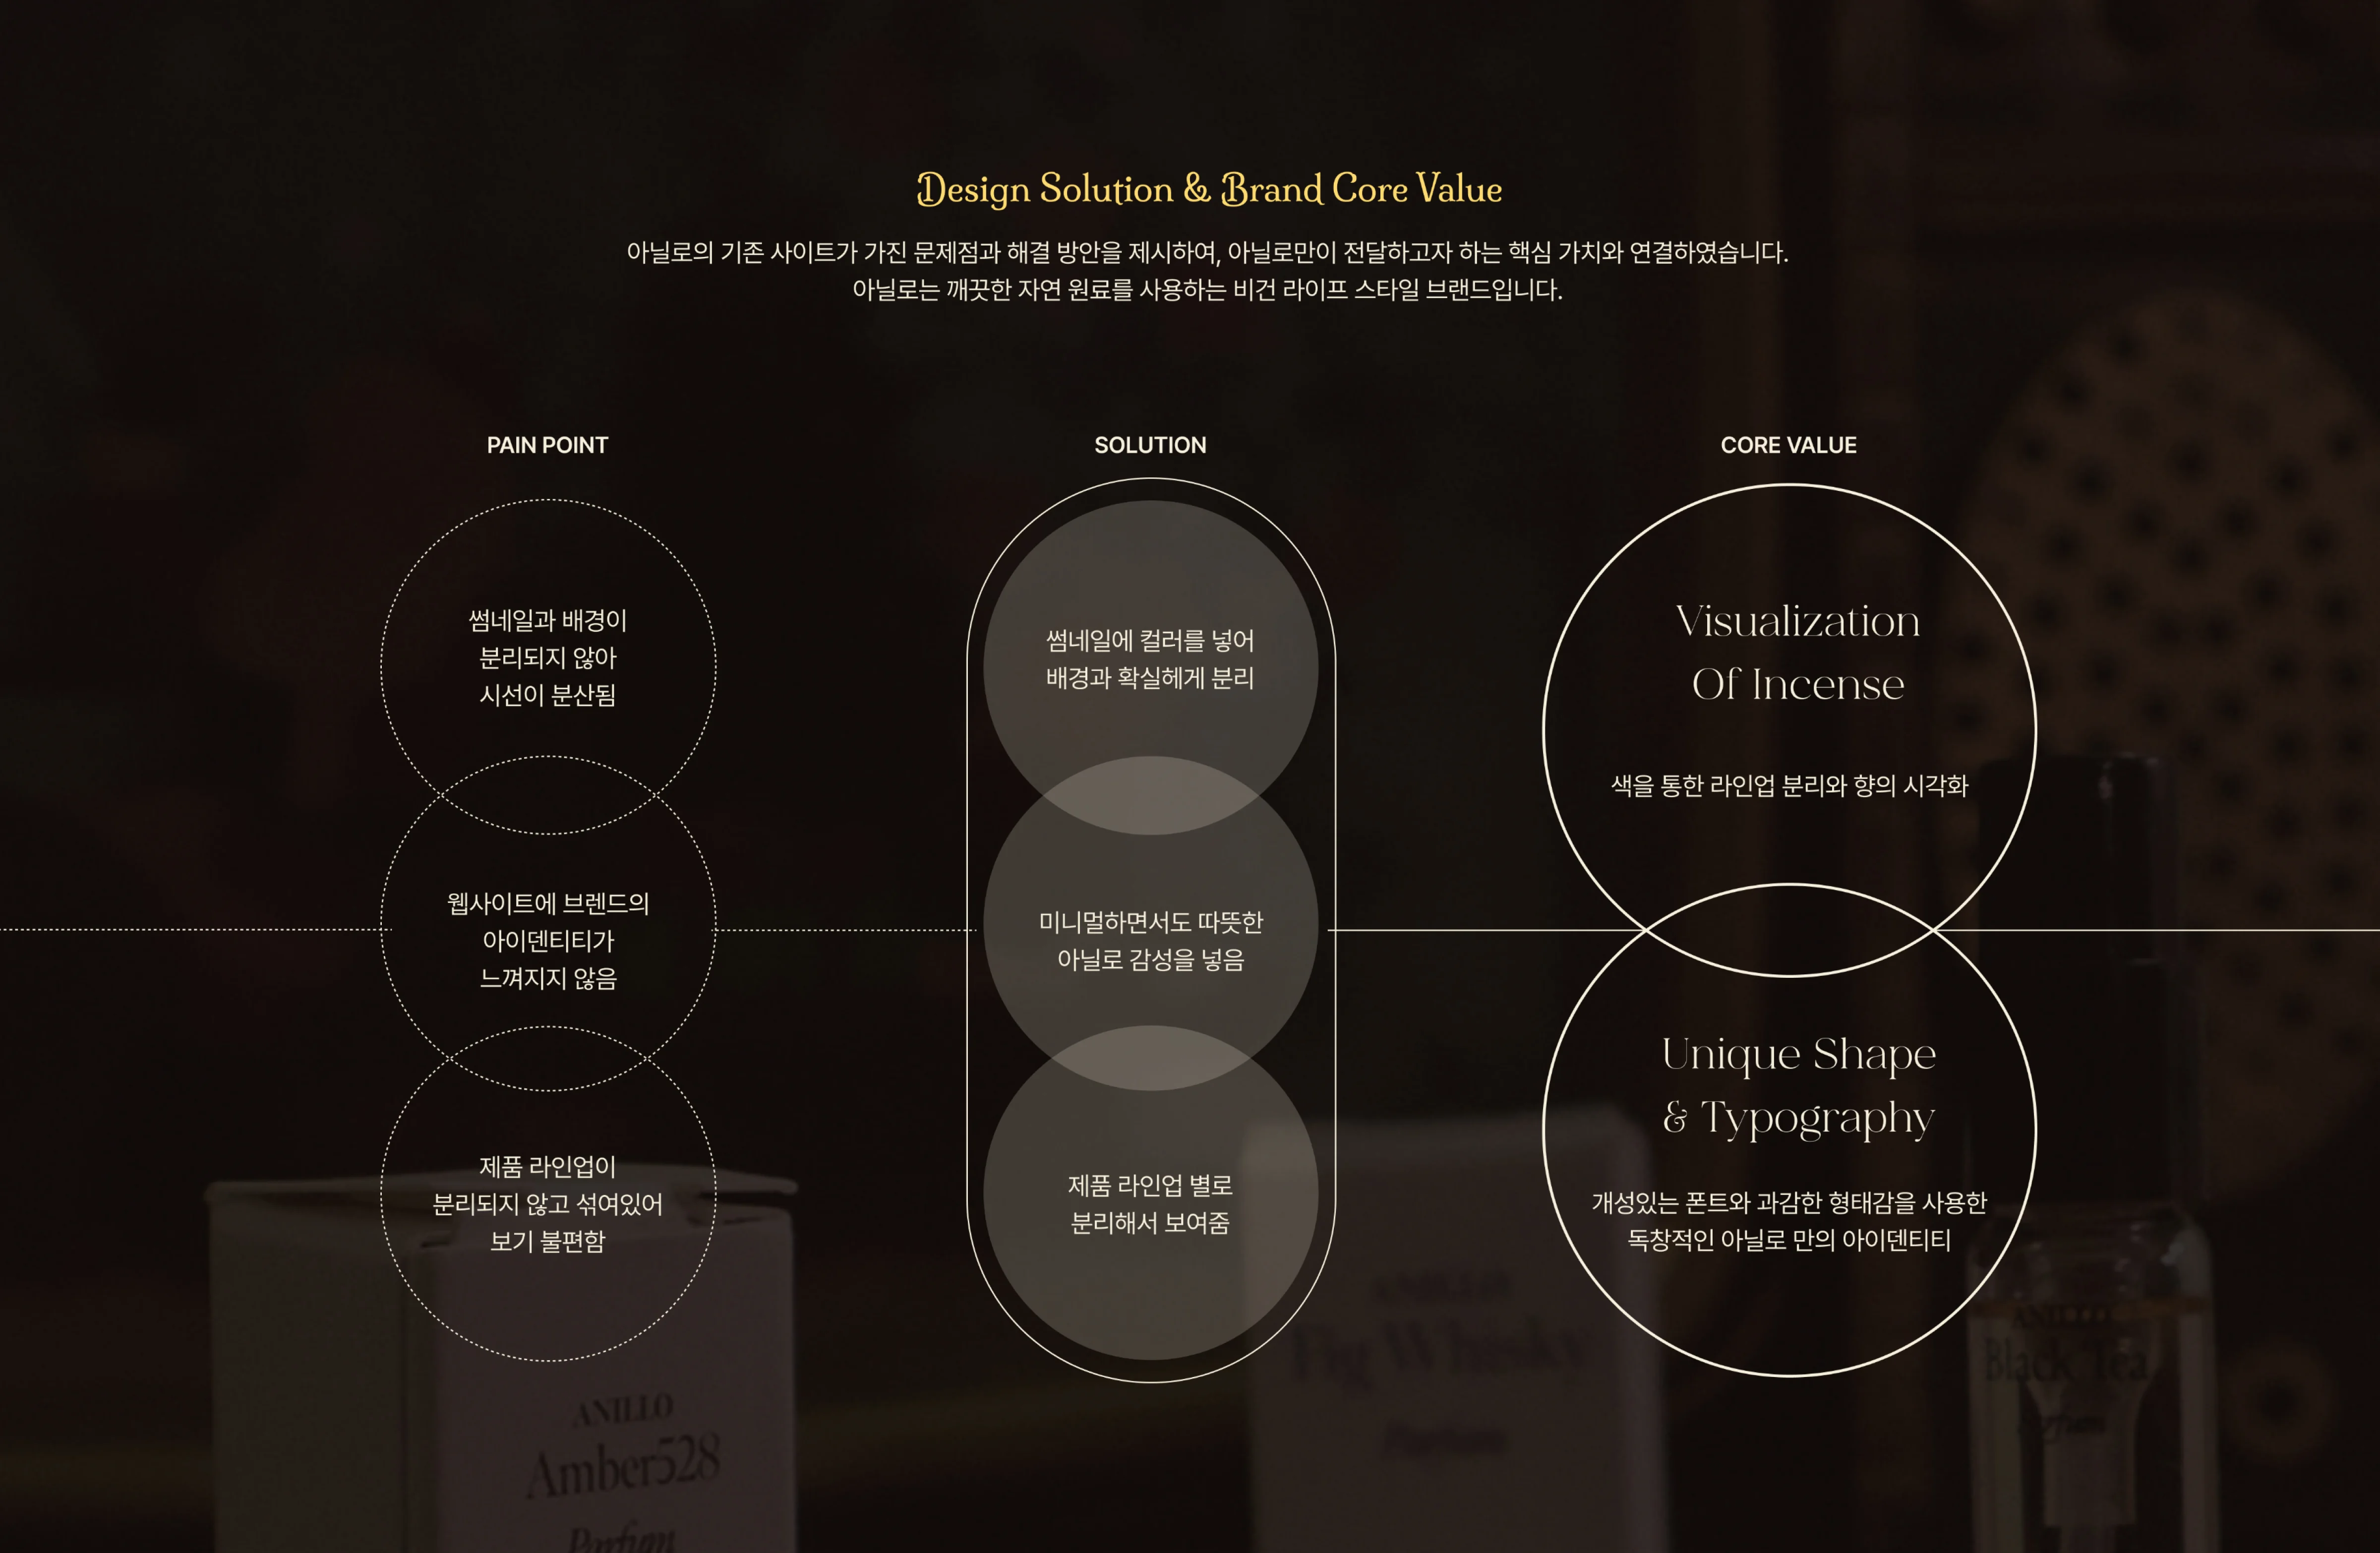 Design Solution & Brand Core Value
아닐로의 기존 사이트가 가진 문제점과 해결 방안을 제시하여, 아닐로만이 전달하고자 하는 핵심 가치와 연결하였습니다.
아닐로는 깨끗한 자연 원료를 사용하는 비건 라이프 스타일 브랜드입니다.
PAIN POINT
썸네일과 배경이
분리되지 않아
시선이 분산됨
웹사이트에 브렌드의
아이덴티티가
느껴지지 않음
제품 라인업이
분리되지 않고 섞여있어
보기 불편함
SOLUTION
썸네일에 컬러를 넣어
배경과 확실헤게 분리
미니멀하면서도 따뜻한
아닐로 감성을 넣음
제품 라인업 별로
분리해서 보여줌
CORE VALUE
Visualization
Of Incense
색을 통한 라인업 분리와 향의 시각화
Unique Shape
& Typography
개성있는 폰트와 과감한 형태감을 사용한
독창적인 아닐로 만의 아이덴티티
ANILLO
Amber528
Parfum
ANILLO
Fig Whisky
Parfum
ANILLO
Black Tea
Parfum